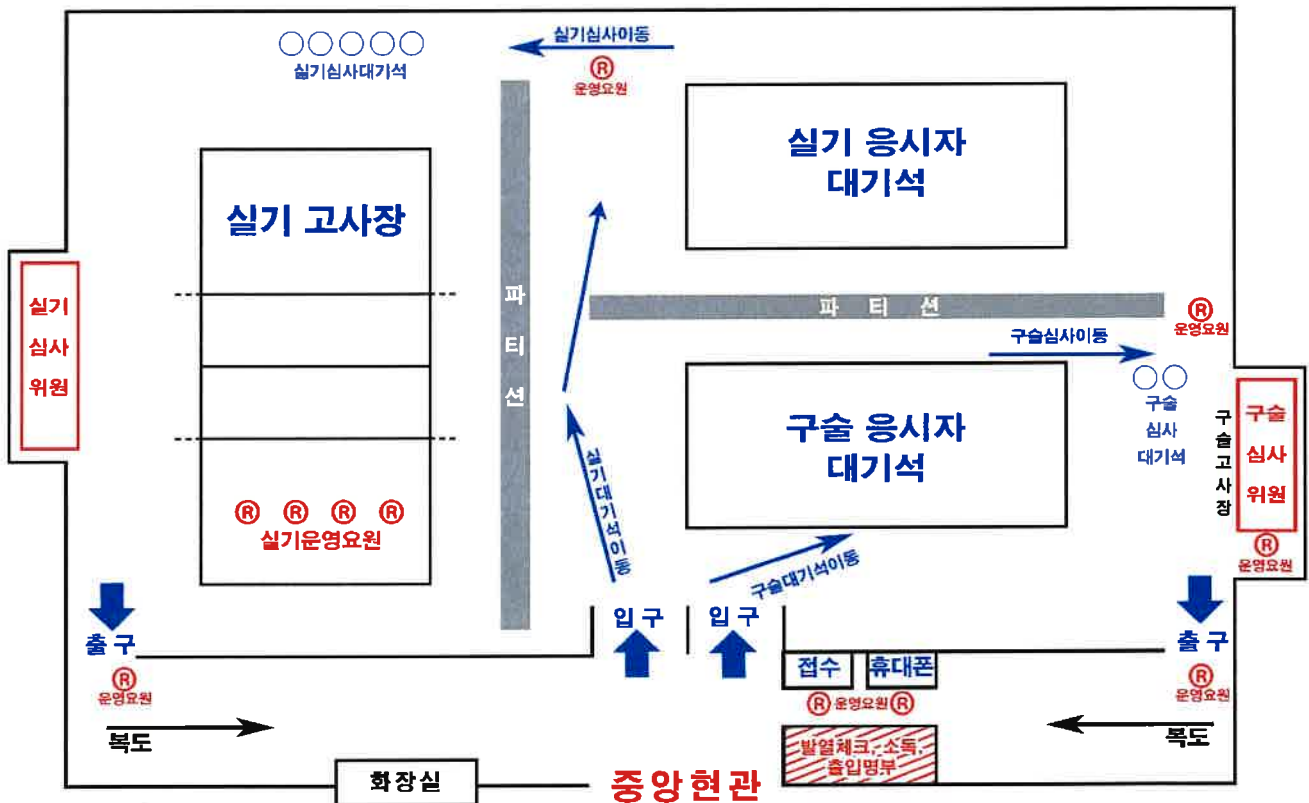 실기심사이동
Ⓡ
운영요원
실기심사대기석
실기 응시자
대기석
실기 고사장
파
티
션
실기
심사
위원
파 티 션
Ⓡ
운영요원
구술심사이동
구술
심사
대기석
구술고사장
구술
심사
위원
Ⓡ
운영요원
구술 응시자
대기석
실기대기석이동
구술대기석이동
Ⓡ Ⓡ Ⓡ Ⓡ
실기운영요원
출구
Ⓡ
운영요원
복도
입구
입구
접수
휴대폰
Ⓡ 운영요원 Ⓡ
발열체크, 소독,
출입명부
출구
Ⓡ
운영요원
복도
화장실
중앙현관